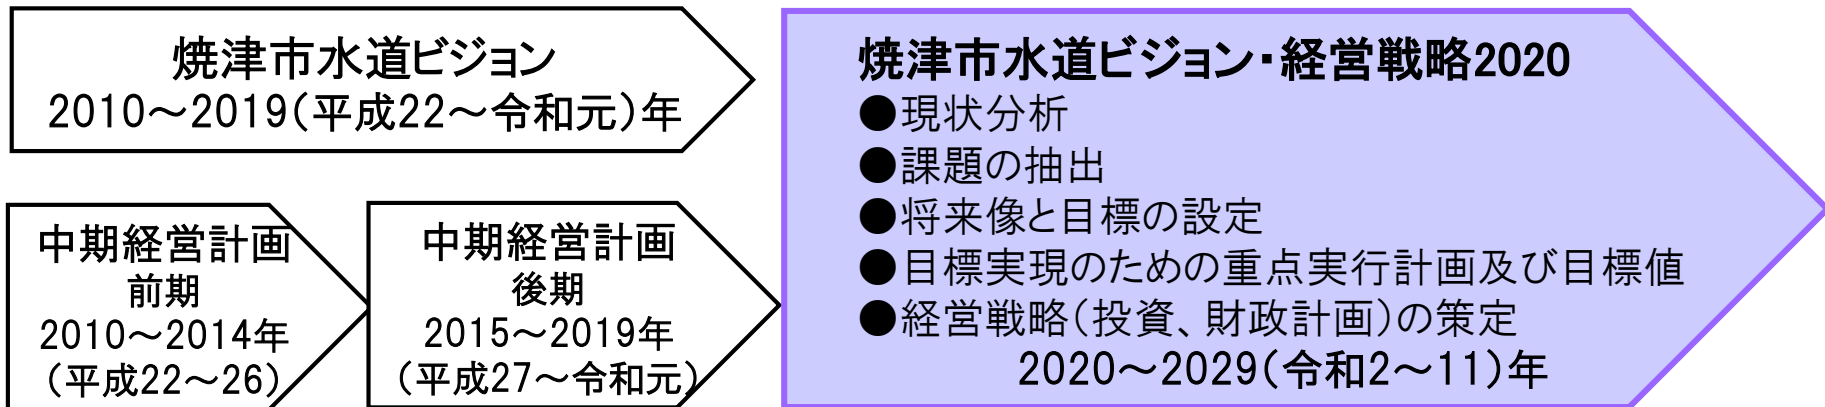 焼津市水道ビジョン
2010～2019(平成22～令和元)年
中期経営計画
前期
2010～2014年
(平成22～26)
中期経営計画
後期
2015～2019年
(平成27～令和元)
焼津市水道ビジョン・経営戦略2020
●現状分析
●課題の抽出
●将来像と目標の設定
●目標実現のための重点実行計画及び目標値
●経営戦略(投資、財政計画)の策定
2020～2029(令和2～11)年